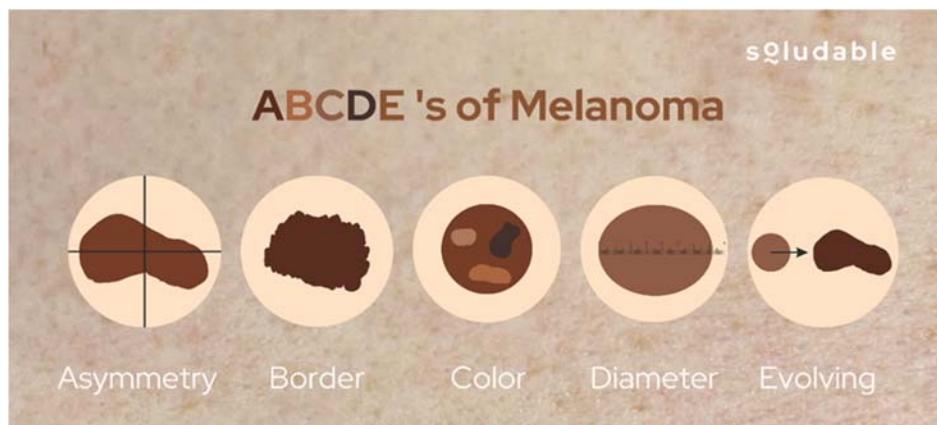 soludable
ABCDE 's of Melanoma
Asymmetry
Border
Color
Diameter
Evolving